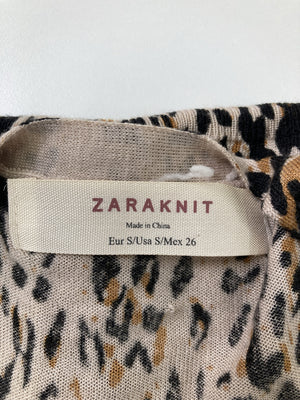 ZARAKNIT
Made in China
Eur S/Usa S/Mex 26